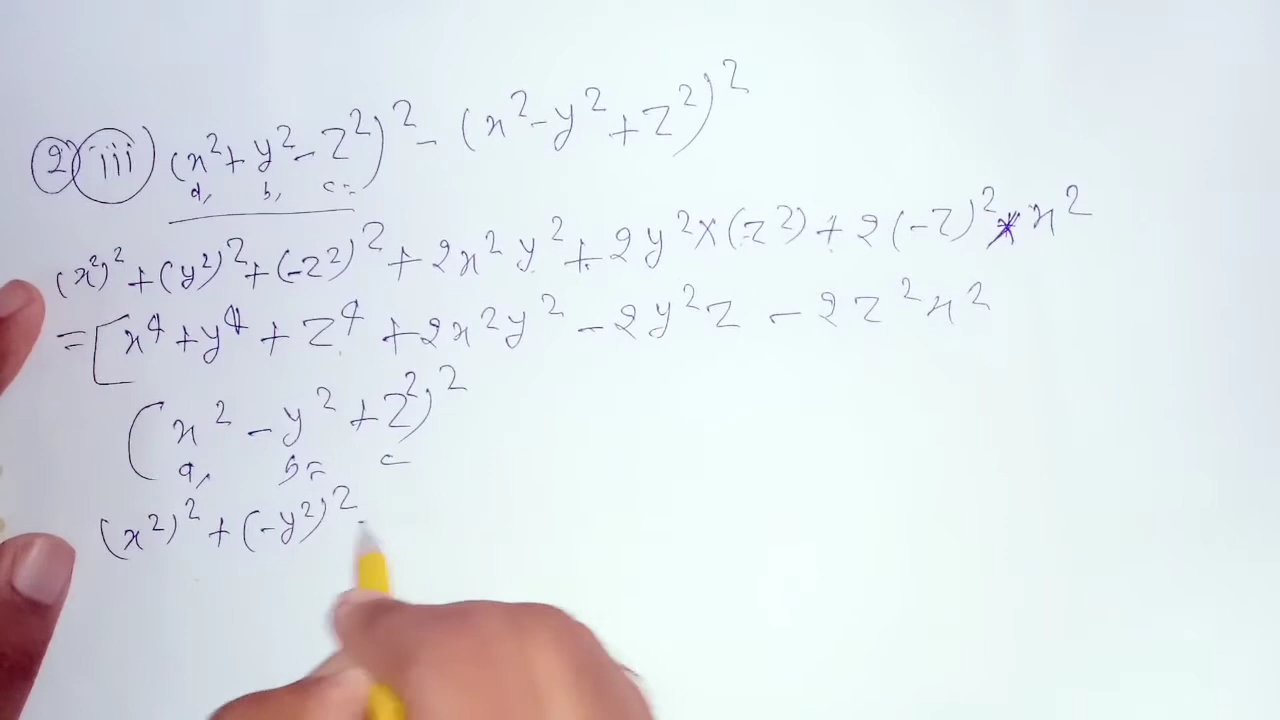 2) iii) (x²+y²-z²)² - (x²-y²+z²)²
a, b, c=
(x²)²+(y²)²+(-z²)²+2x²y²+2y²×(-z²)+2(-z)²*x²
=[x⁴+y⁴+z⁴+2x²y²-2y²z-2z²x²
(x²-y²+z²)²
a, b= c
(x²)²+(-y²)²